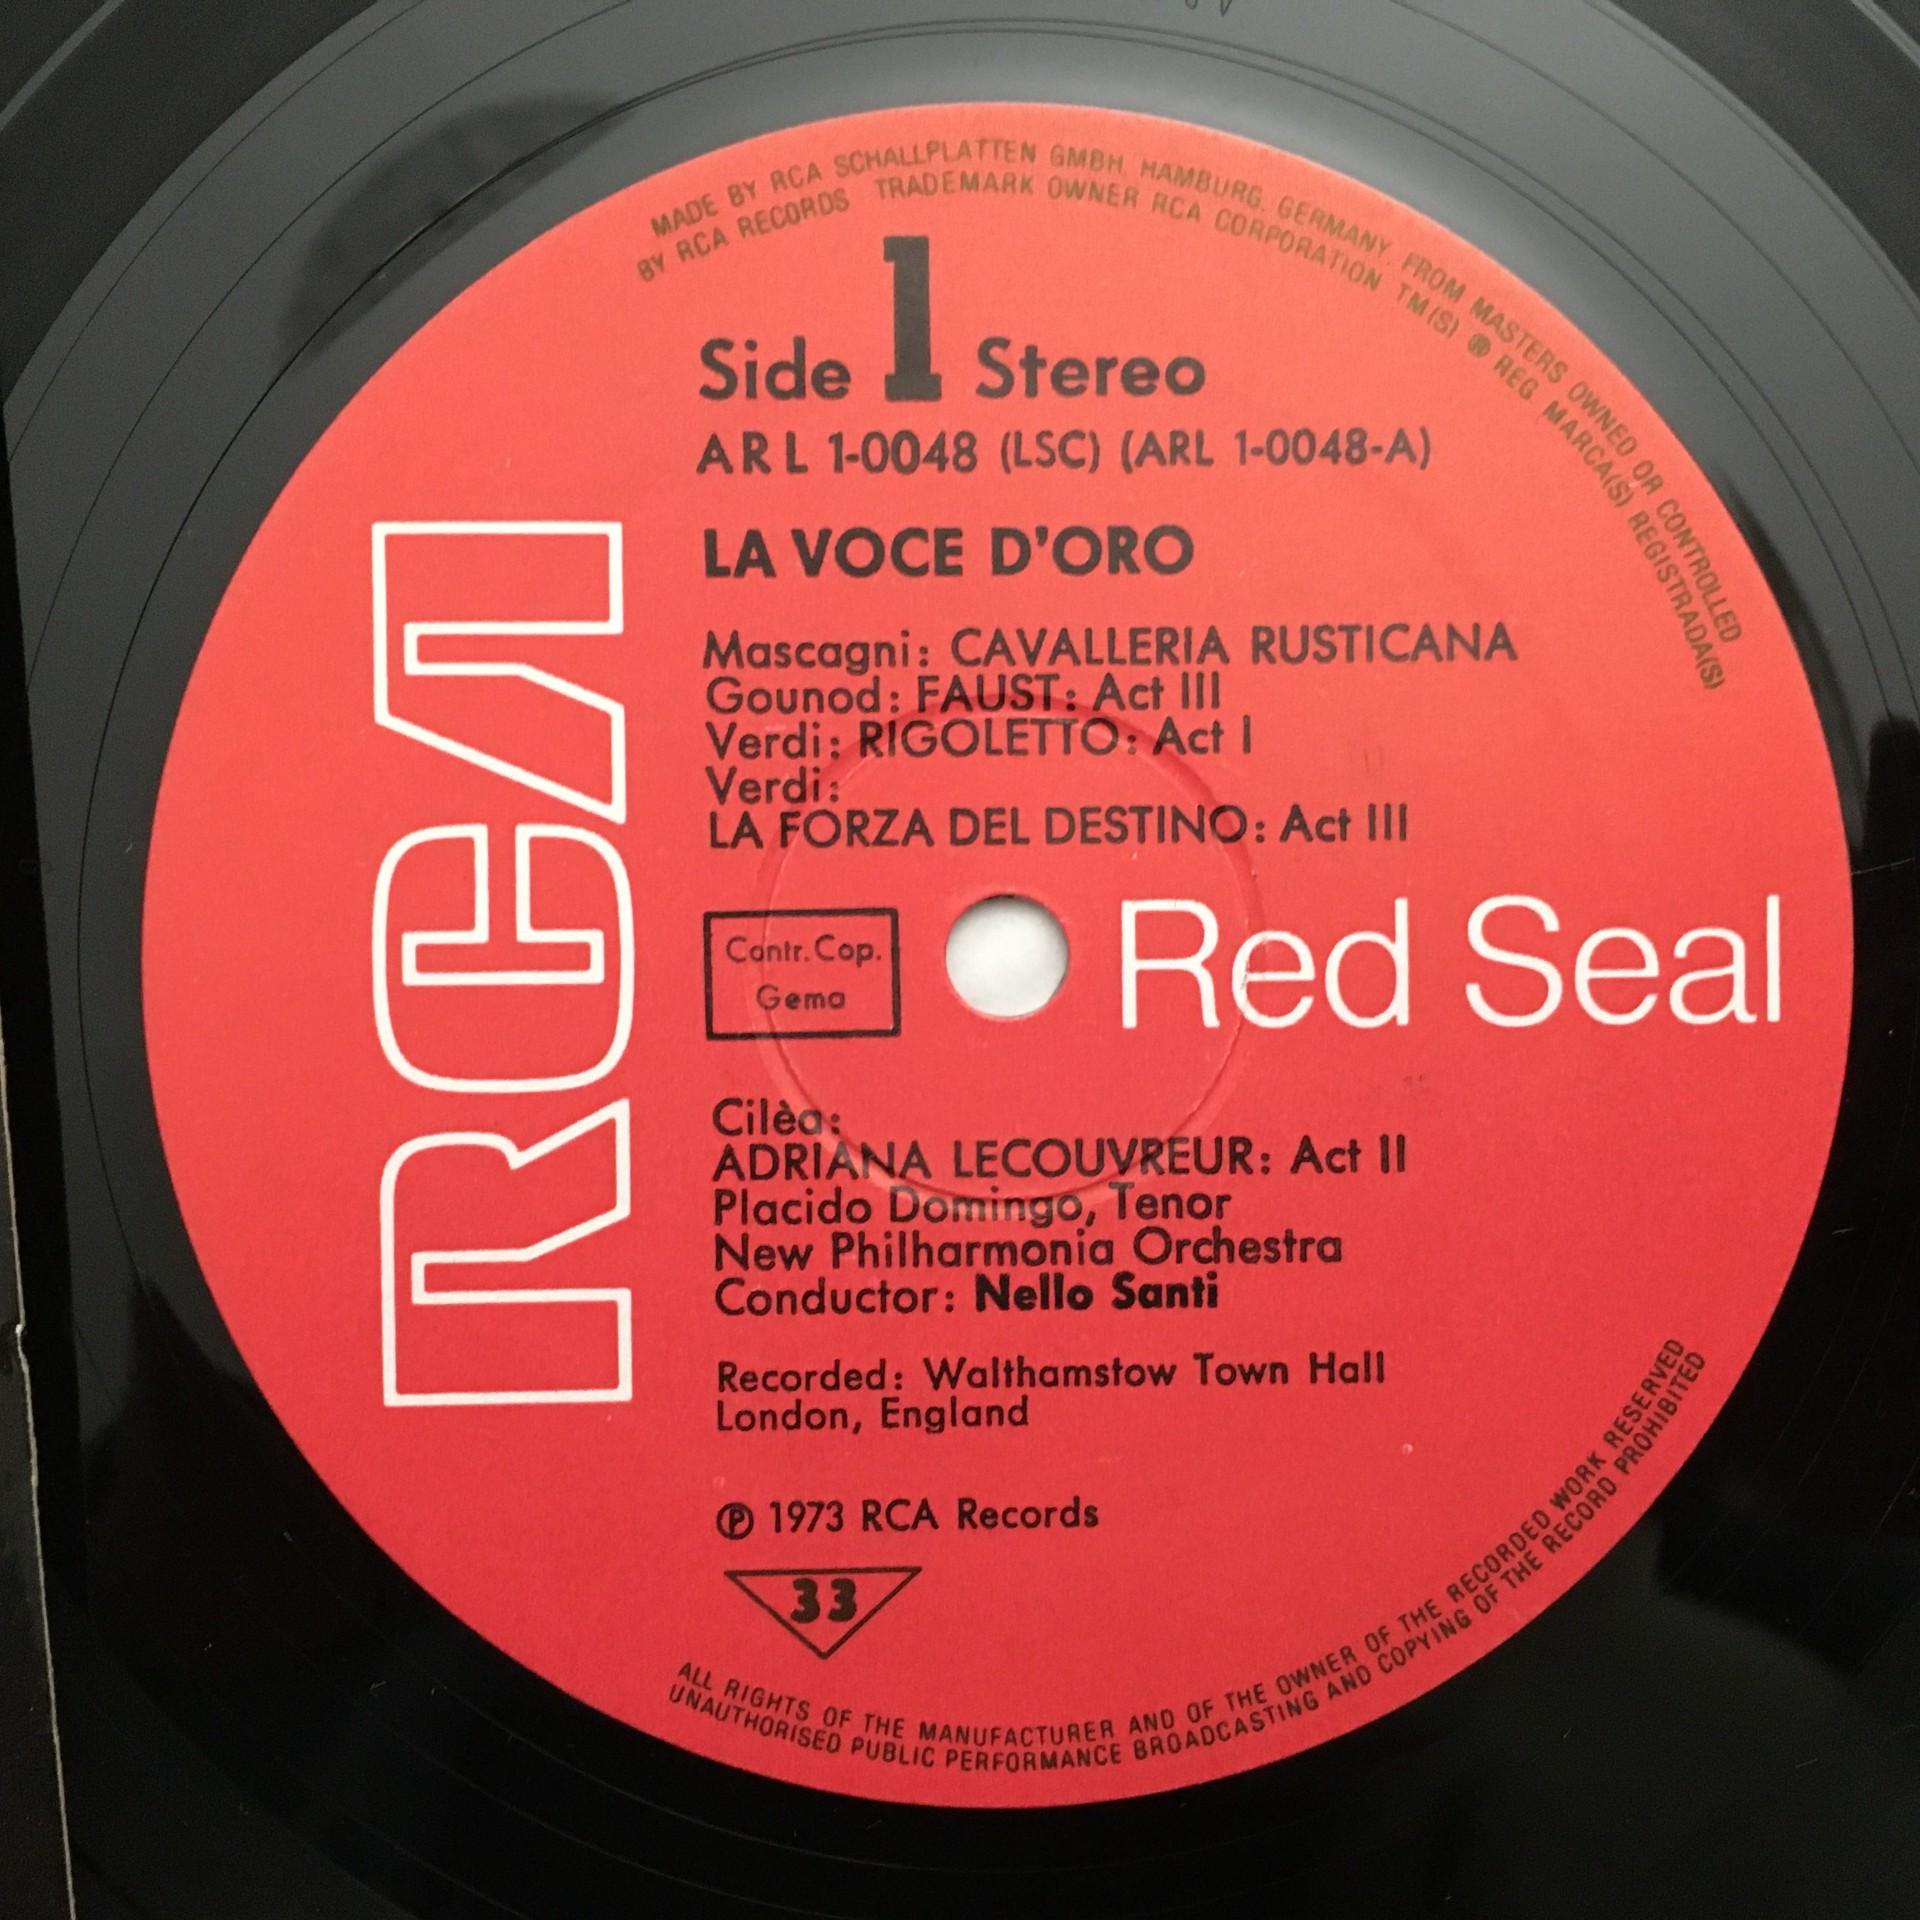 MADE BY RCA SCHALLPLATTEN GMBH, HAMBURG, GERMANY, FROM MASTERS OWNED OR CONTROLLED
BY RCA RECORDS TRADEMARK OWNER RCA CORPORATION TM(S) ® REG MARCA(S) REGISTRADA(S)
Side 1 Stereo
ARL 1-0048 (LSC) (ARL 1-0048-A)
LA VOCE D'ORO
Mascagni: CAVALLERIA RUSTICANA
Gounod: FAUST: Act III
Verdi: RIGOLETTO: Act I
Verdi:
LA FORZA DEL DESTINO: Act III
RCA
Contr. Cop.
Gema
Red Seal
Cilèa:
ADRIANA LECOUVREUR: Act II
Placido Domingo, Tenor
New Philharmonia Orchestra
Conductor: Nello Santi
Recorded: Walthamstow Town Hall
London, England
℗ 1973 RCA Records
33
ALL RIGHTS OF THE MANUFACTURER AND OF THE OWNER OF THE RECORDED WORK RESERVED
UNAUTHORISED PUBLIC PERFORMANCE BROADCASTING AND COPYING OF THE RECORD PROHIBITED